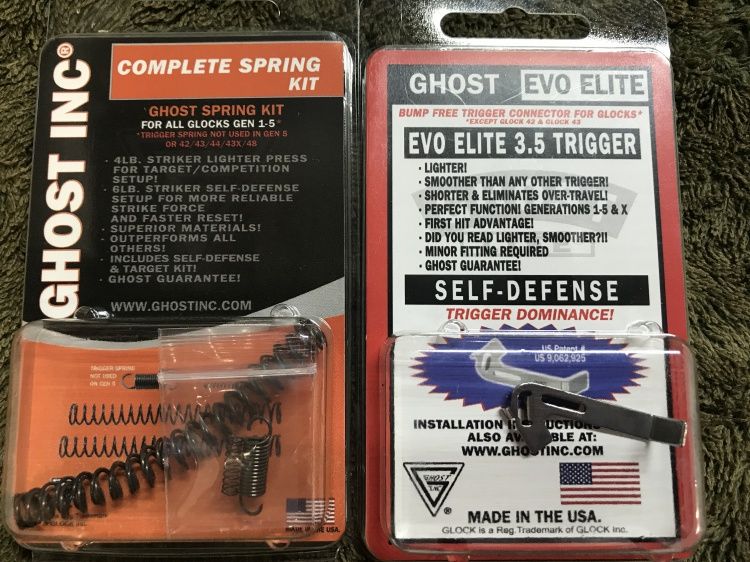 GHOST INC®
COMPLETE SPRING
KIT
GHOST SPRING KIT
FOR ALL GLOCKS GEN 1-5*
*TRIGGER SPRING NOT USED IN GEN 5
OR 42/43/44/43X/48
· 4LB. STRIKER LIGHTER PRESS
FOR TARGET/COMPETITION
SETUP!
· 6LB. STRIKER SELF-DEFENSE
SETUP FOR MORE RELIABLE
STRIKE FORCE
AND FASTER RESET!
· SUPERIOR MATERIALS!
· OUTPERFORMS ALL
OTHERS!
· INCLUDES SELF-DEFENSE
& TARGET KIT!
· GHOST GUARANTEE!
WWW.GHOSTINC.COM
TRIGGER SPRING
NOT USED
ON GEN 5
GLOCK Inc.
MADE IN THE USA.
GHOST EVO ELITE
BUMP FREE TRIGGER CONNECTOR FOR GLOCKS*
*EXCEPT GLOCK 42 & GLOCK 43
EVO ELITE 3.5 TRIGGER
· LIGHTER!
· SMOOTHER THAN ANY OTHER TRIGGER!
· SHORTER & ELIMINATES OVER-TRAVEL!
· PERFECT FUNCTION! GENERATIONS 1-5 & X
· FIRST HIT ADVANTAGE!
· DID YOU READ LIGHTER, SMOOTHER?!!
· MINOR FITTING REQUIRED
· GHOST GUARANTEE!
SELF-DEFENSE
TRIGGER DOMINANCE!
US Patent #
US 9,062,925
INSTALLATION
ALSO AT:
WWW.GHOSTINC.COM
GHOST
INC.
®
MADE IN THE USA.
GLOCK is a Reg. Trademark of GLOCK Inc.